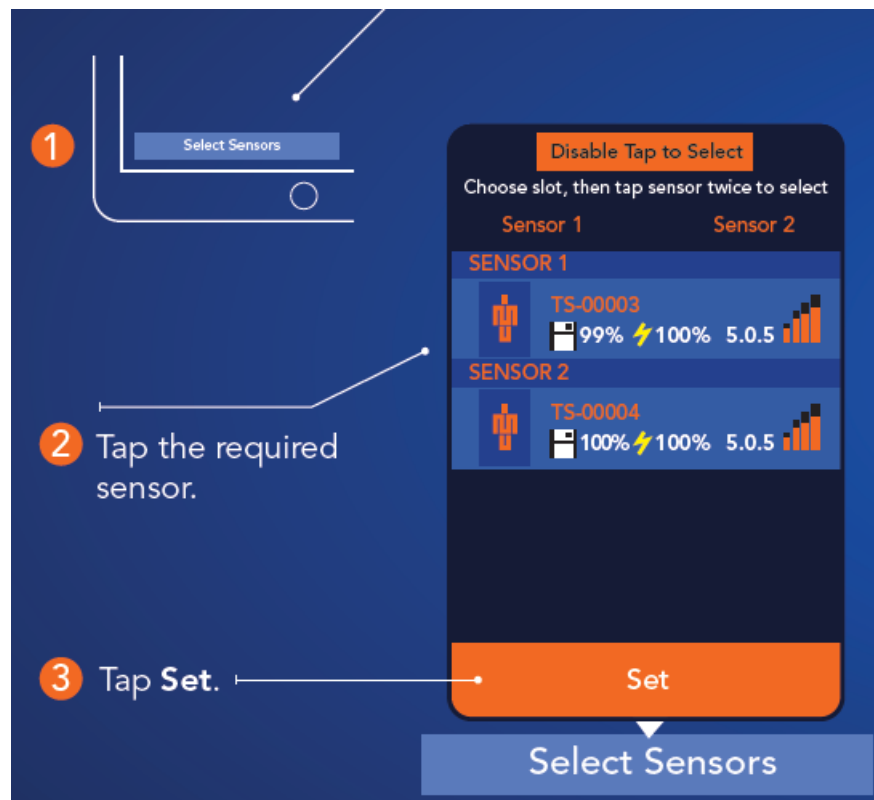 1
Select Sensors
Disable Tap to Select
Choose slot, then tap sensor twice to select
Sensor 1 Sensor 2
SENSOR 1
TS-00003
99% 100% 5.0.5
SENSOR 2
TS-00004
100% 100% 5.0.5
2 Tap the required
sensor.
3 Tap Set.
Set
Select Sensors